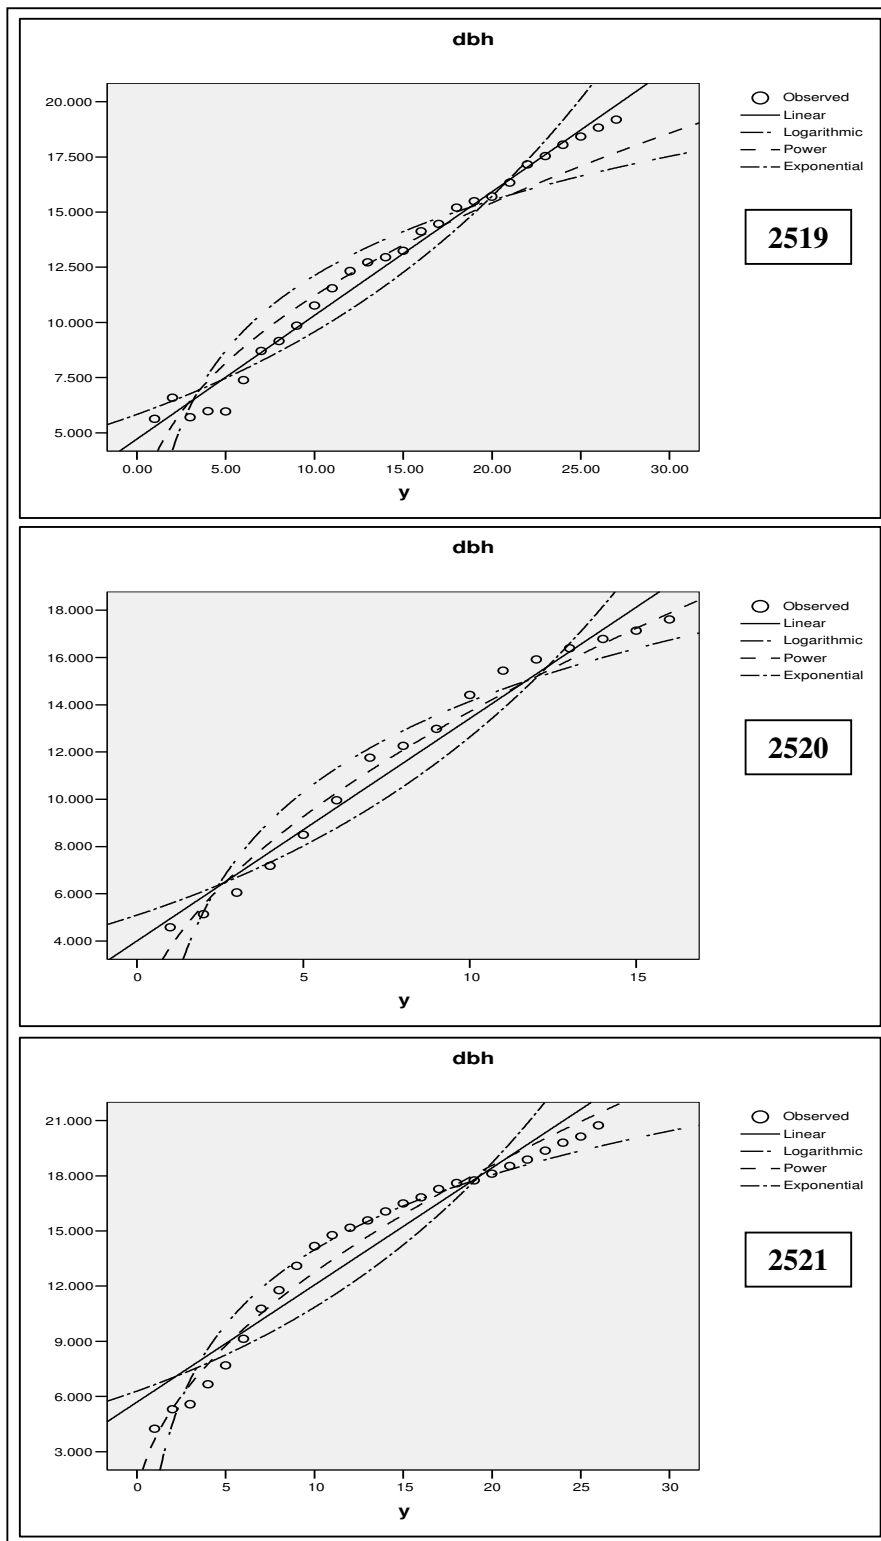 dbh
20.000
17.500
15.000
12.500
10.000
7.500
5.000
0.00 5.00 10.00 15.00 20.00 25.00 30.00
y
Observed
Linear
Logarithmic
Power
Exponential
2519
dbh
18.000
16.000
14.000
12.000
10.000
8.000
6.000
4.000
0 5 10 15
y
Observed
Linear
Logarithmic
Power
Exponential
2520
dbh
21.000
18.000
15.000
12.000
9.000
6.000
3.000
0 5 10 15 20 25 30
y
Observed
Linear
Logarithmic
Power
Exponential
2521